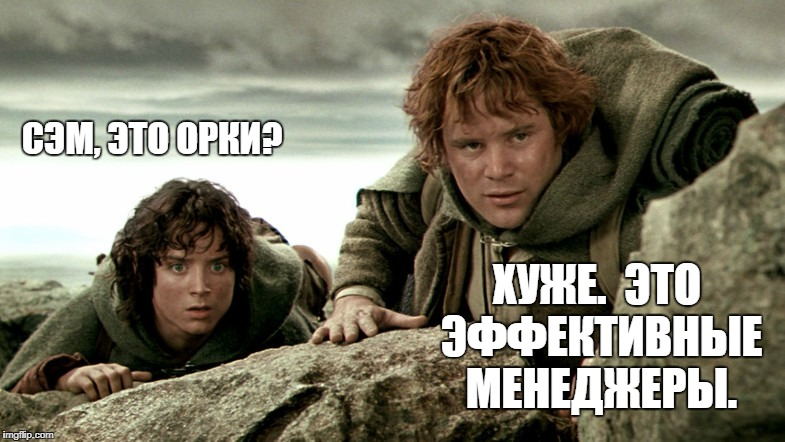 СЭМ, ЭТО ОРКИ?
ХУЖЕ. ЭТО
ЭФФЕКТИВНЫЕ
МЕНЕДЖЕРЫ.
imgflip.com